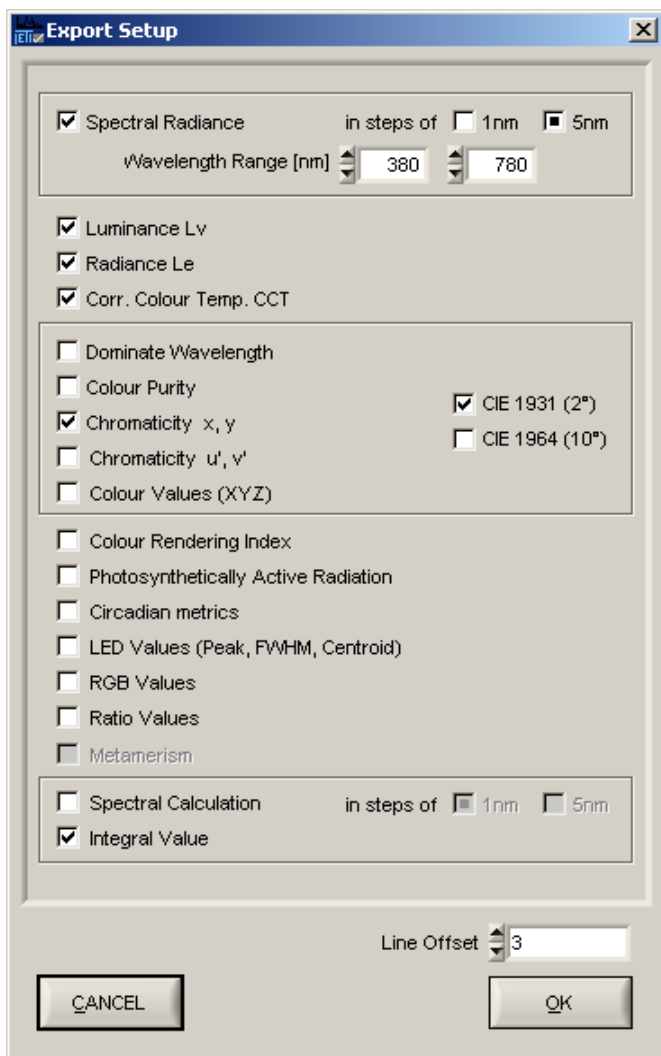 JETI Export Setup
Spectral Radiance in steps of 1nm 5nm
Wavelength Range [nm] 380 780
Luminance Lv
Radiance Le
Corr. Colour Temp. CCT
Dominate Wavelength
Colour Purity
CIE 1931 (2°)
Chromaticity x, y
CIE 1964 (10°)
Chromaticity u', v'
Colour Values (XYZ)
Colour Rendering Index
Photosynthetically Active Radiation
Circadian metrics
LED Values (Peak, FWHM, Centroid)
RGB Values
Ratio Values
Metamerism
Spectral Calculation in steps of 1nm 5nm
Integral Value
Line Offset 3
CANCEL OK